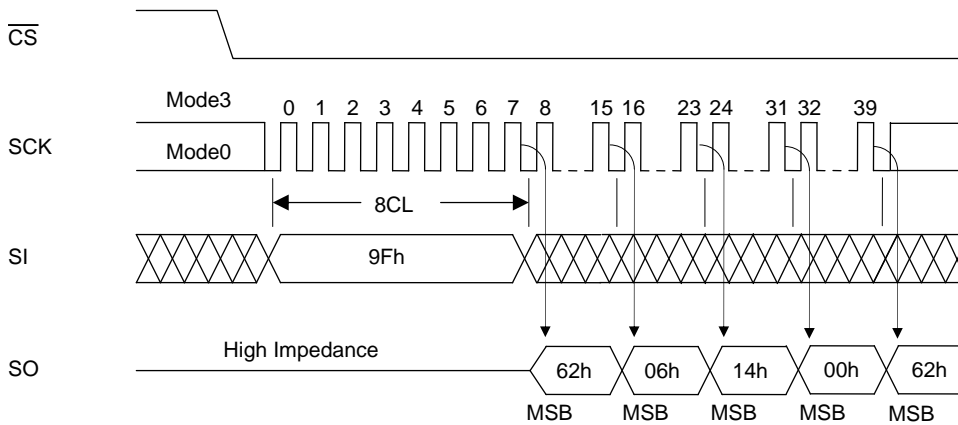 CS
Mode3
0 1 2 3 4 5 6 7 8 15 16 23 24 31 32 39
SCK
Mode0
8CL
SI
9Fh
High Impedance
SO
62h 06h 14h 00h 62h
MSB MSB MSB MSB MSB